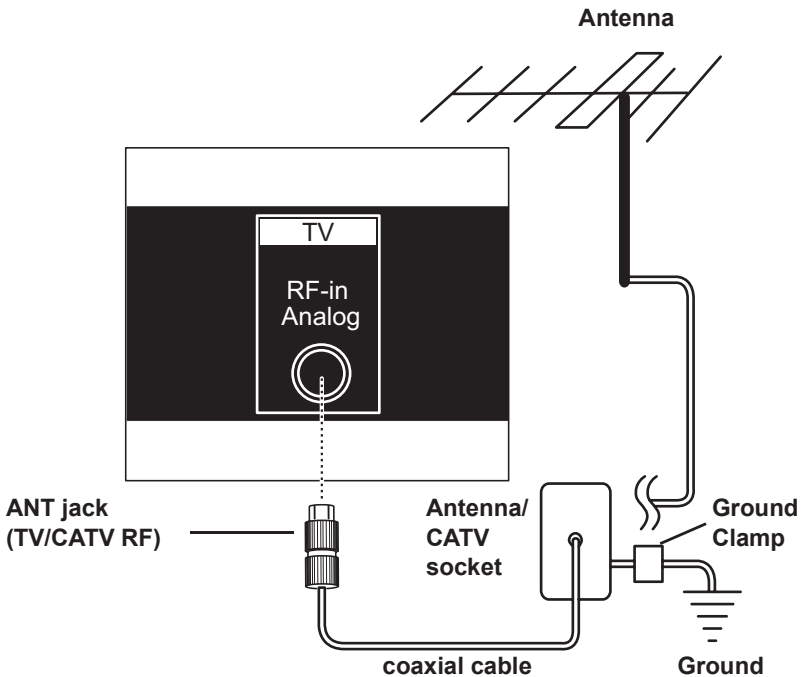 Antenna
TV
RF-in
Analog
ANT jack
(TV/CATV RF)
Antenna/
CATV
socket
Ground
Clamp
coaxial cable
Ground